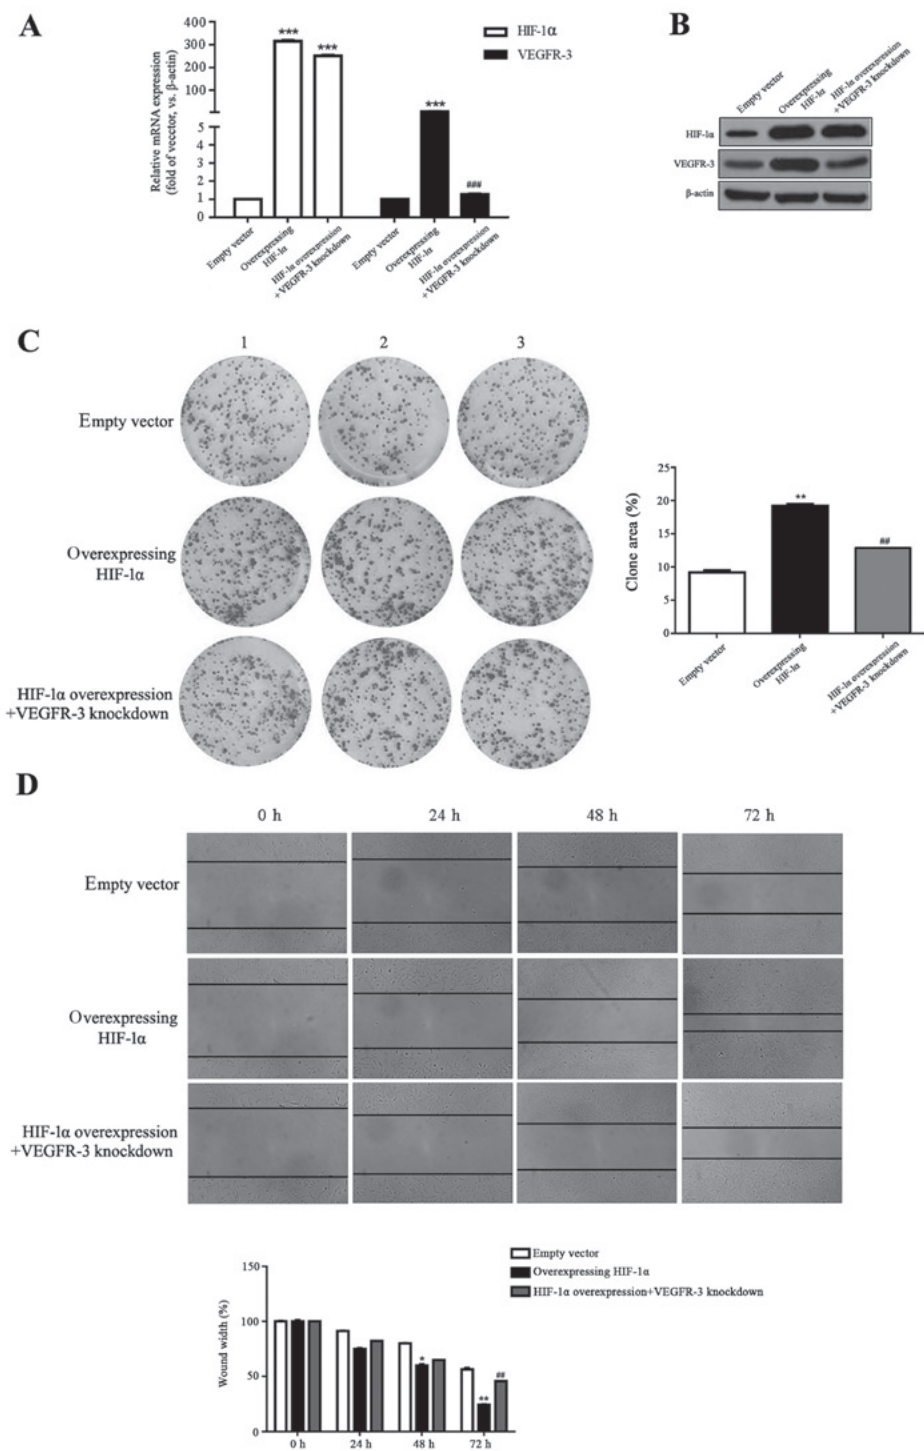 A
Relative mRNA expression
(fold of vecctor, vs. β-actin)
400
300
200
100
5
4
3
2
1
0
***
***
***
###
HIF-1α
VEGFR-3
Empty vector
Overexpressing
HIF-1α
HIF-1α overexpression
+VEGFR-3 knockdown
Empty vector
Overexpressing
HIF-1α
HIF-1α overexpression
+VEGFR-3 knockdown
B
Empty vector
Overexpressing
HIF-1α
HIF-1α overexpression
+VEGFR-3 knockdown
HIF-1α
VEGFR-3
β-actin
C
1 2 3
Empty vector
Overexpressing
HIF-1α
HIF-1α overexpression
+VEGFR-3 knockdown
Clone area (%)
25
20
15
10
5
0
**
##
Empty vector
Overexpressing
HIF-1α
HIF-1α overexpression
+VEGFR-3 knockdown
D
0 h 24 h 48 h 72 h
Empty vector
Overexpressing
HIF-1α
HIF-1α overexpression
+VEGFR-3 knockdown
Empty vector
Overexpressing HIF-1α
HIF-1α overexpression+VEGFR-3 knockdown
Wound width (%)
150
100
50
0
*
**
##
0 h 24 h 48 h 72 h